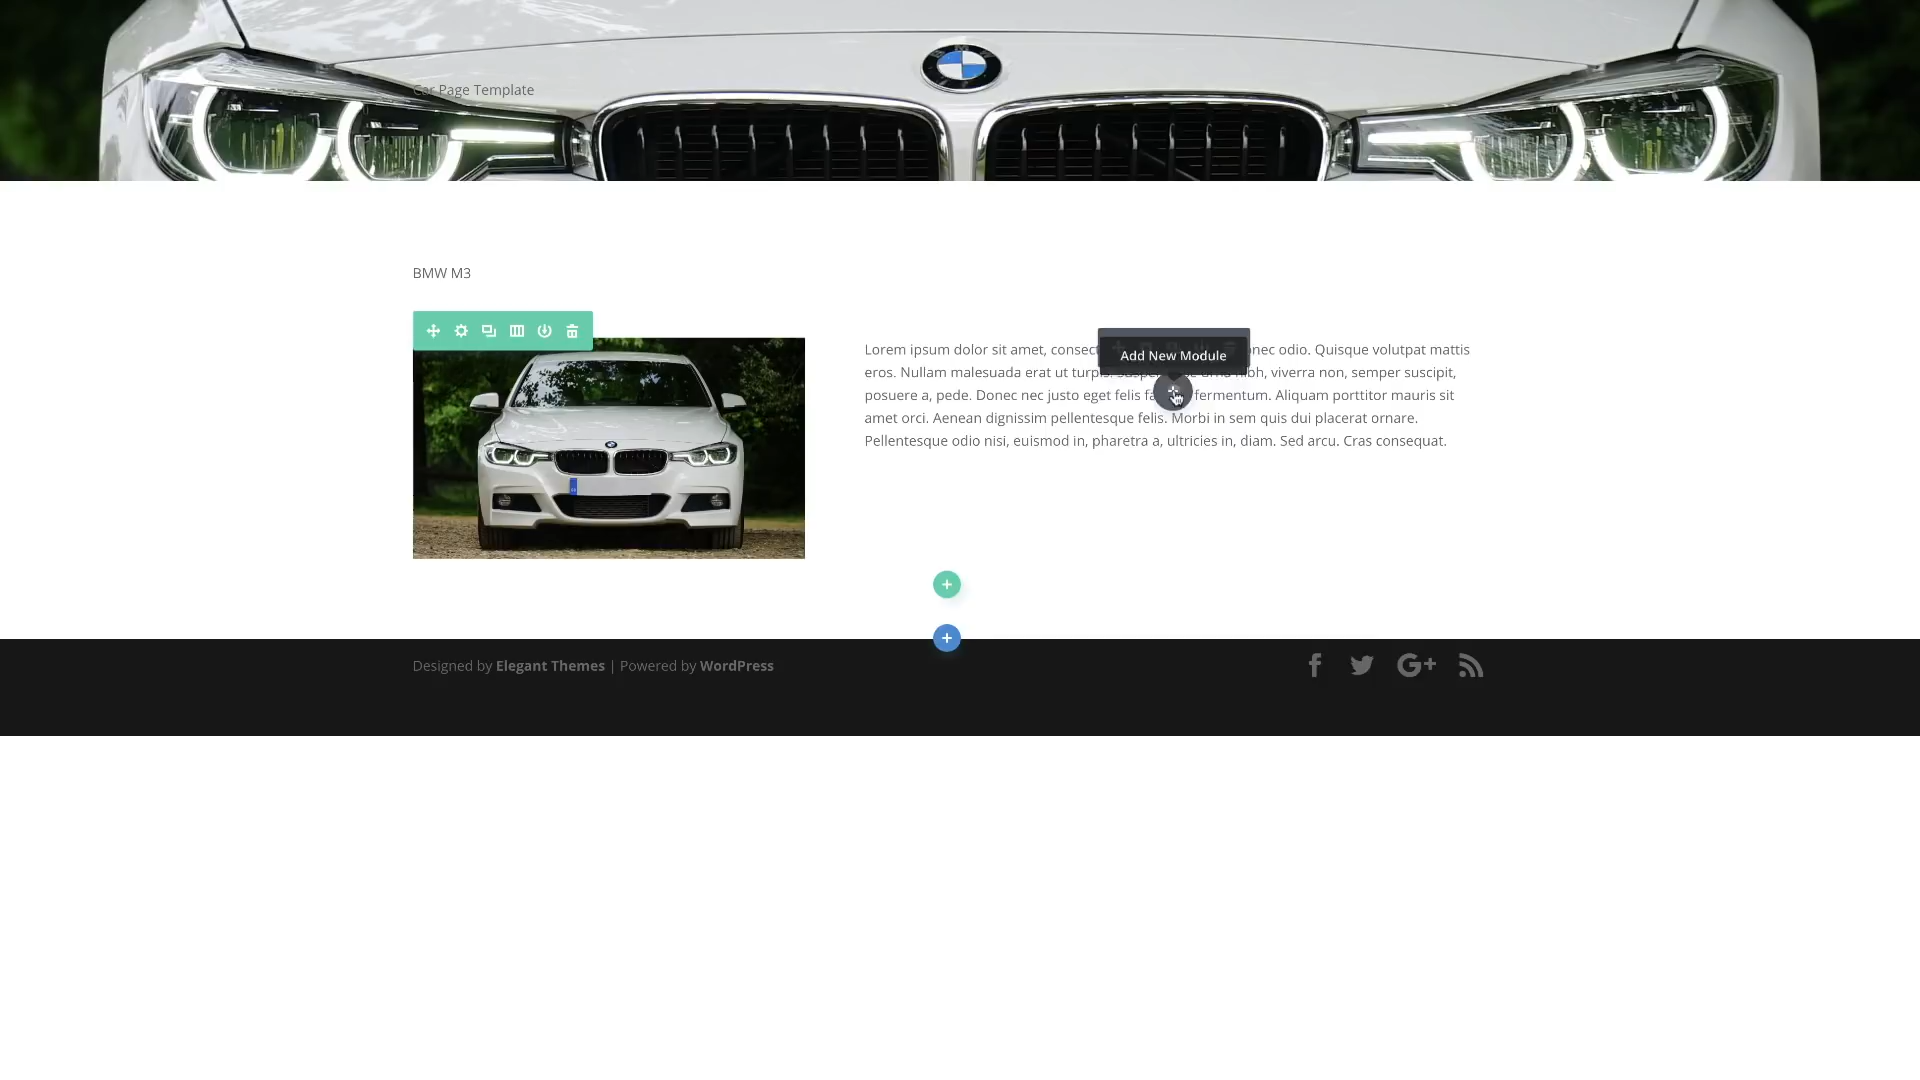 Car Page Template
BMW M3
Add New Module
Lorem ipsum dolor sit amet, consect nec odio. Quisque volutpat mattis
eros. Nullam malesuada erat ut turpis. nibh, viverra non, semper suscipit,
posuere a, pede. Donec nec justo eget felis fermentum. Aliquam porttitor mauris sit
amet orci. Aenean dignissim pellentesque felis. Morbi in sem quis dui placerat ornare.
Pellentesque odio nisi, euismod in, pharetra a, ultricies in, diam. Sed arcu. Cras consequat.
Designed by Elegant Themes | Powered by WordPress